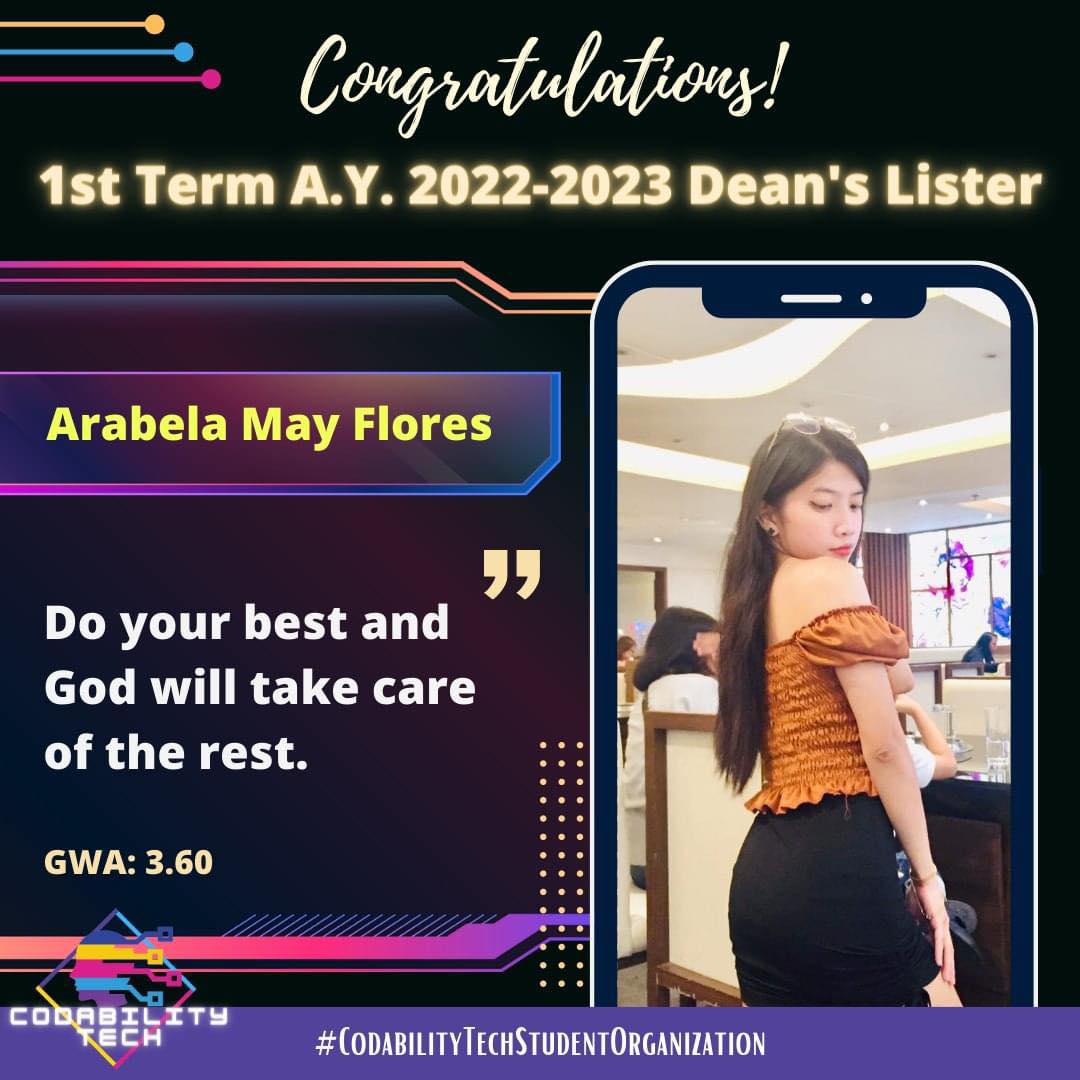 Congratulations!
1st Term A.Y. 2022-2023 Dean's Lister
Arabela May Flores
”
Do your best and
God will take care
of the rest.
GWA: 3.60
CODABILITY
TECH
#CodabilityTechStudentOrganization